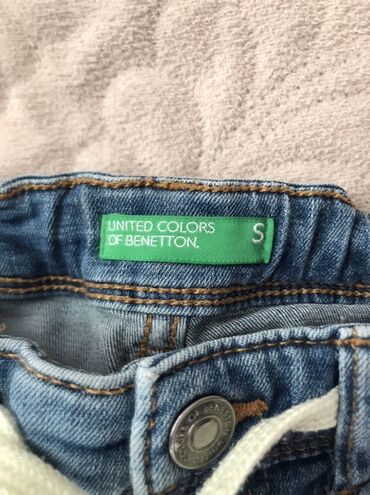 UNITED COLORS
OF BENETTON.
S